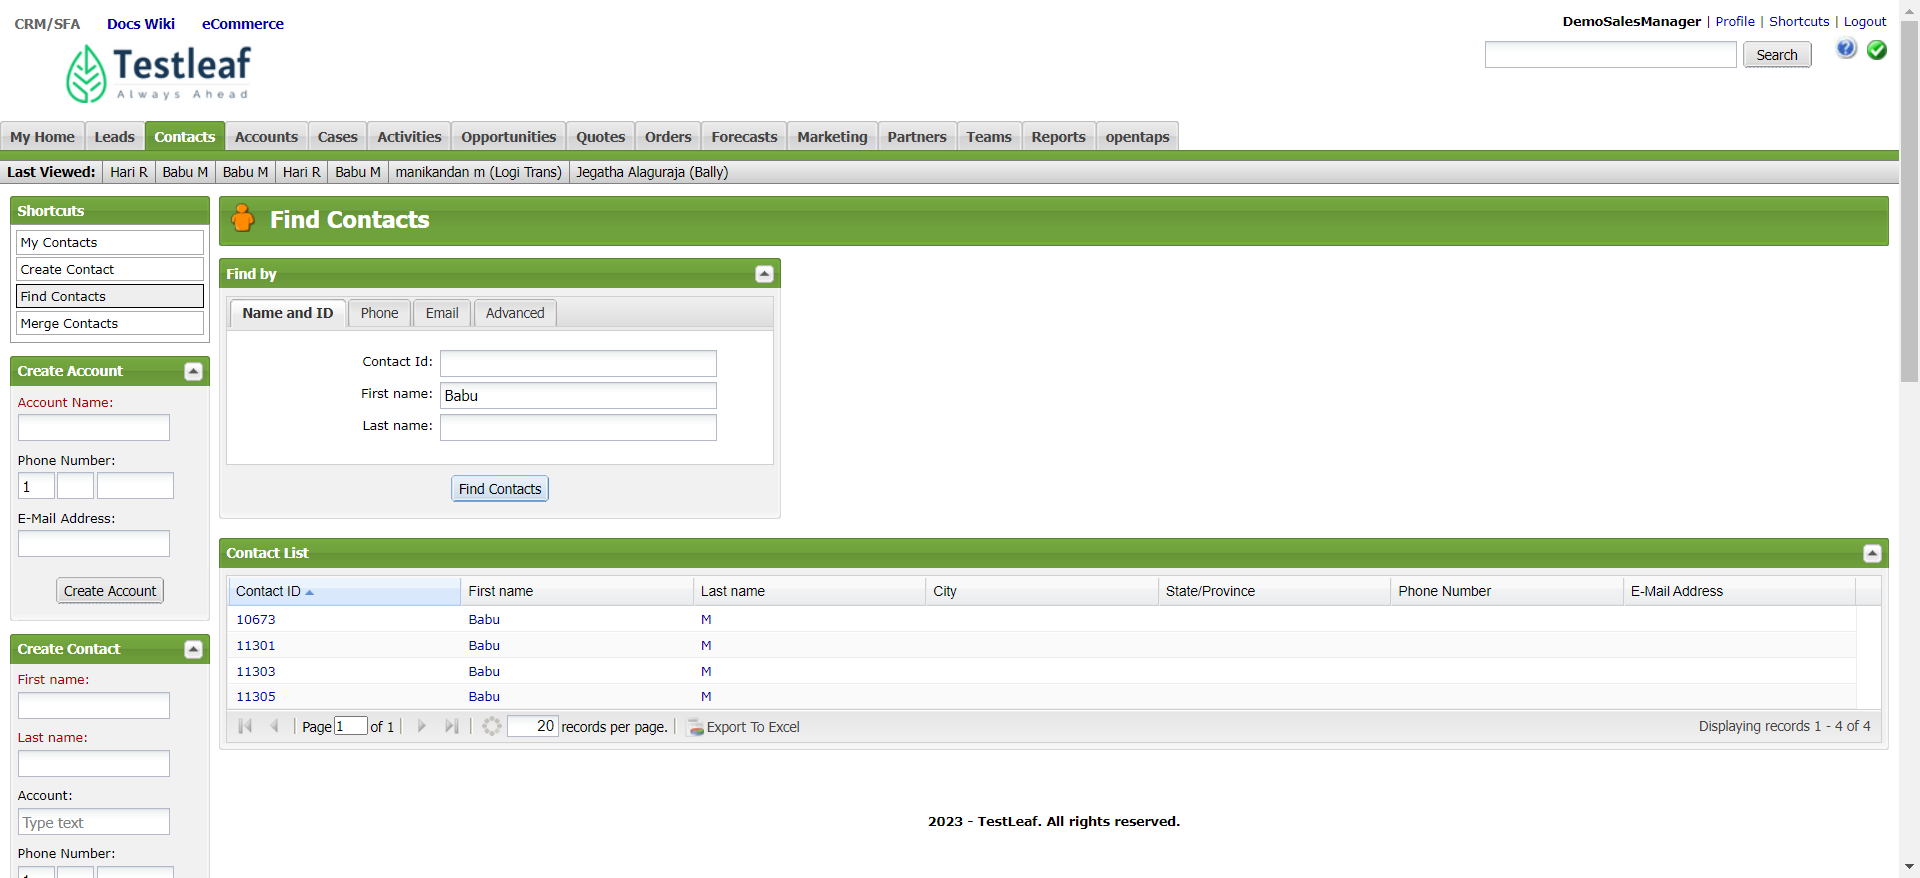 CRM/SFA Docs Wiki eCommerce
DemoSalesManager | Profile | Shortcuts | Logout
Testleaf
Always Ahead
Search
My Home Leads Contacts Accounts Cases Activities Opportunities Quotes Orders Forecasts Marketing Partners Teams Reports opentaps
Last Viewed: Hari R Babu M Babu M Hari R Babu M manikandan m (Logi Trans) Jegatha Alaguraja (Bally)
Shortcuts
My Contacts
Create Contact
Find Contacts
Merge Contacts
Create Account
Account Name:
Phone Number:
1
E-Mail Address:
Create Account
Create Contact
First name:
Last name:
Account:
Type text
Phone Number:
Find Contacts
Find by
Name and ID Phone Email Advanced
Contact Id:
First name: Babu
Last name:
Find Contacts
Contact List
Contact ID First name Last name City State/Province Phone Number E-Mail Address
10673 Babu M
11301 Babu M
11303 Babu M
11305 Babu M
Page 1 of 1 20 records per page. Export To Excel Displaying records 1 - 4 of 4
2023 - TestLeaf. All rights reserved.